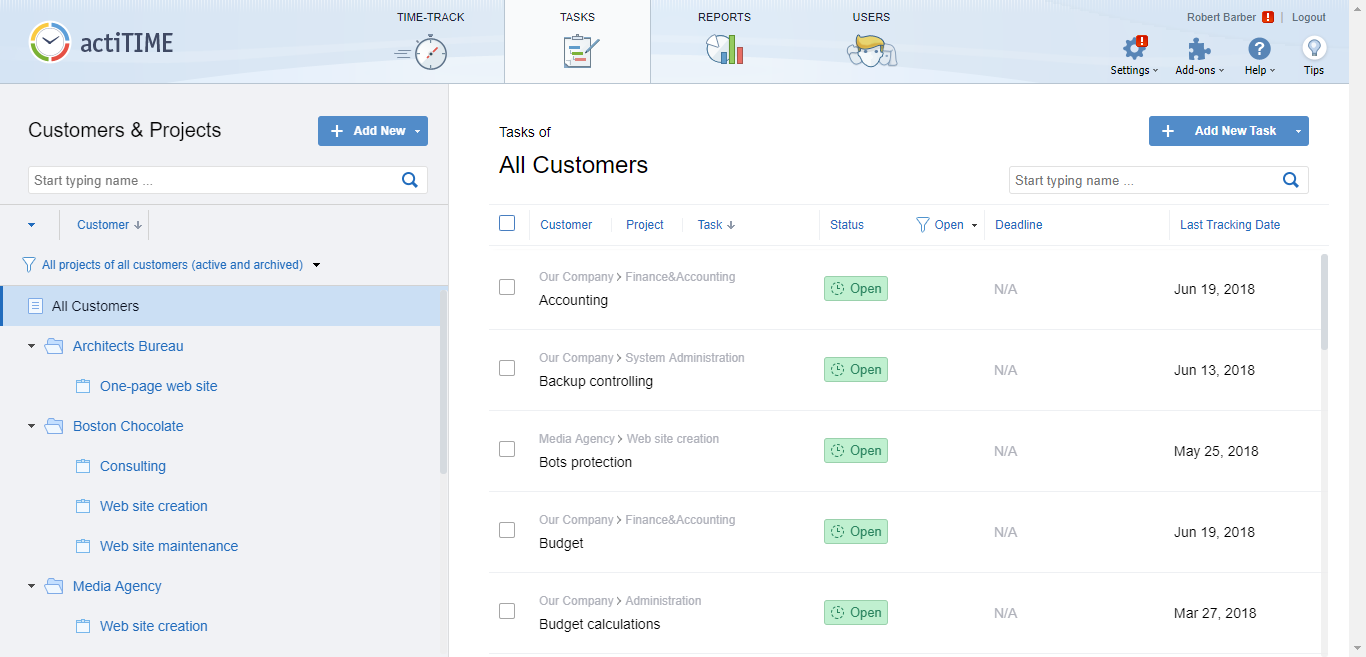 actiTIME
TIME-TRACK
TASKS
REPORTS
USERS
Robert Barber ! | Logout
!
Settings
Add-ons
?
Help
Tips
Customers & Projects
+ Add New
Start typing name ...
Customer ↓
All projects of all customers (active and archived)
All Customers
Architects Bureau
One-page web site
Boston Chocolate
Consulting
Web site creation
Web site maintenance
Media Agency
Web site creation
Tasks of
All Customers
+ Add New Task
Start typing name ...
Customer Project Task ↓ Status Open Deadline Last Tracking Date
Our Company > Finance&Accounting
Accounting
Open N/A Jun 19, 2018
Our Company > System Administration
Backup controlling
Open N/A Jun 13, 2018
Media Agency > Web site creation
Bots protection
Open N/A May 25, 2018
Our Company > Finance&Accounting
Budget
Open N/A Jun 19, 2018
Our Company > Administration
Budget calculations
Open N/A Mar 27, 2018